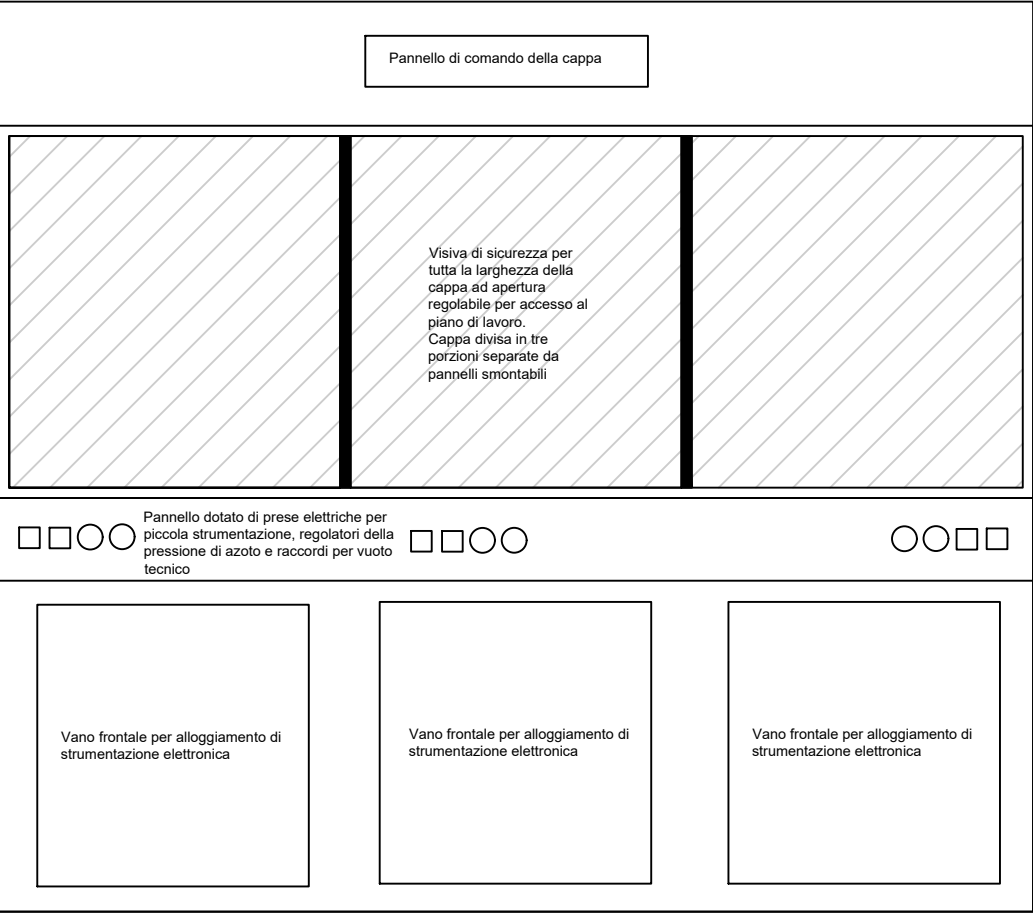 Pannello di comando della cappa
Visiva di sicurezza per
tutta la larghezza della
cappa ad apertura
regolabile per accesso al
piano di lavoro.
Cappa divisa in tre
porzioni separate da
pannelli smontabili
Pannello dotato di prese elettriche per
piccola strumentazione, regolatori della
pressione di azoto e raccordi per vuoto
tecnico
Vano frontale per alloggiamento di
strumentazione elettronica
Vano frontale per alloggiamento di
strumentazione elettronica
Vano frontale per alloggiamento di
strumentazione elettronica